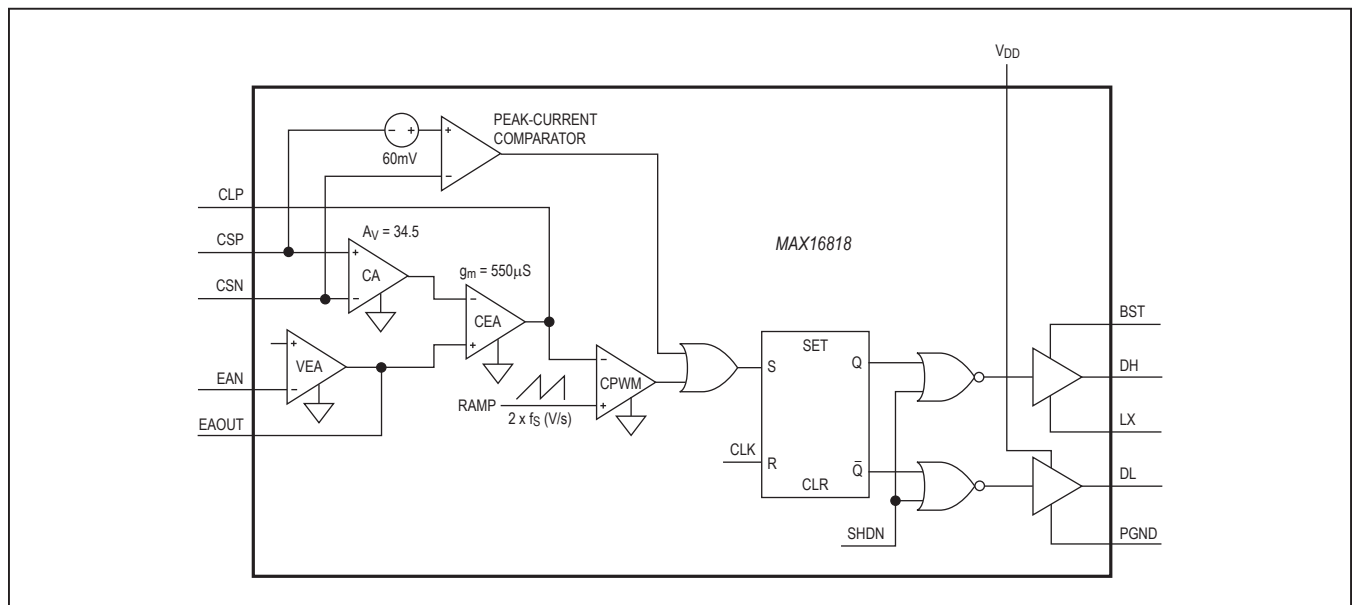 VDD
PEAK-CURRENT
COMPARATOR
- +
+
60mV
-
CLP
AV = 34.5
MAX16818
CSP
+
gm = 550μS
CA
-
CSN
-
CEA
BST
SET
+
S
Q
+
-
VEA
DH
CPWM
EAN
-
RAMP
+
2 x fS (V/s)
LX
EAOUT
CLK
R
Q̅
CLR
DL
SHDN
PGND